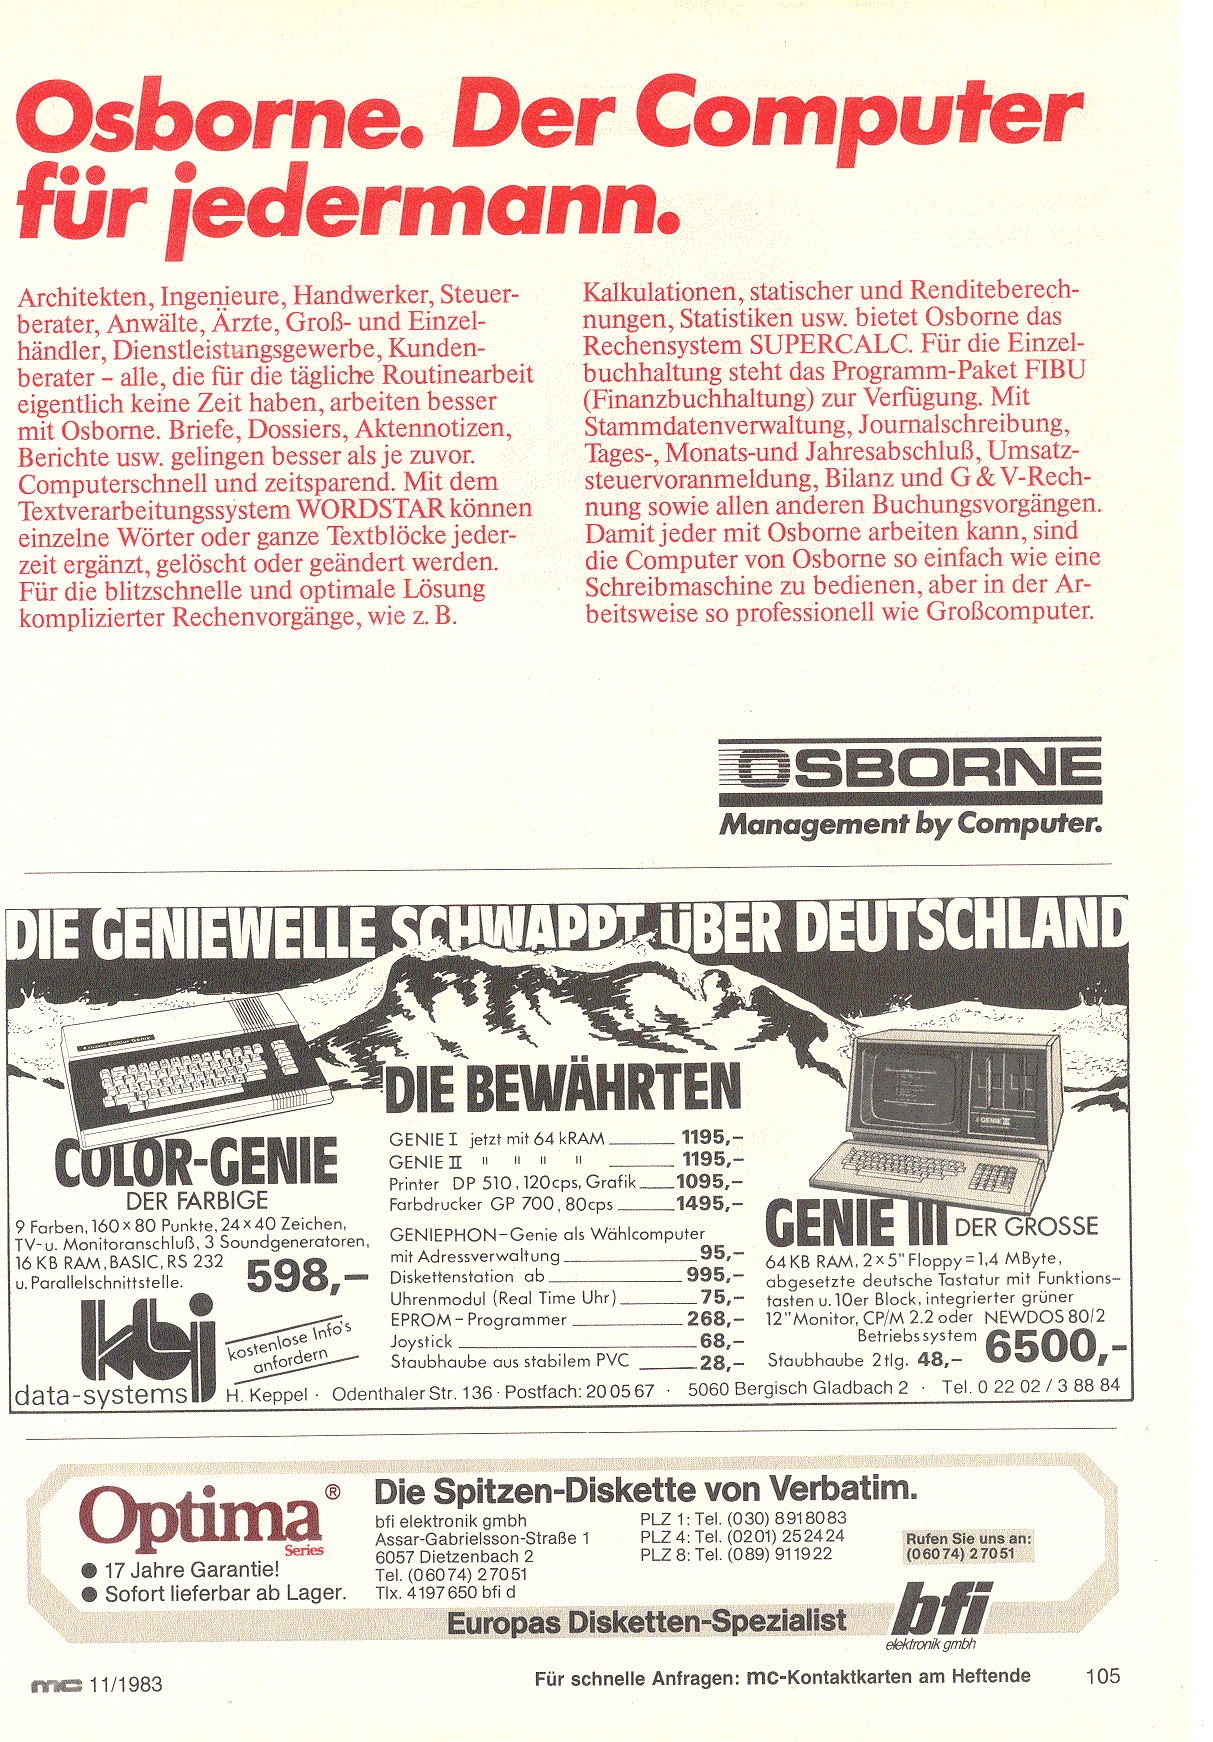 Osborne. Der Computer
für jedermann.
Architekten, Ingenieure, Handwerker, Steuer-
berater, Anwälte, Ärzte, Groß- und Einzel-
händler, Dienstleistungsgewerbe, Kunden-
berater – alle, die für die tägliche Routinearbeit
eigentlich keine Zeit haben, arbeiten besser
mit Osborne. Briefe, Dossiers, Aktennotizen,
Berichte usw. gelingen besser als je zuvor.
Computerschnell und zeitsparend. Mit dem
Textverarbeitungssystem WORDSTAR können
einzelne Wörter oder ganze Textblöcke jeder-
zeit ergänzt, gelöscht oder geändert werden.
Für die blitzschnelle und optimale Lösung
komplizierter Rechenvorgänge, wie z. B.
Kalkulationen, statischer und Renditeberech-
nungen, Statistiken usw. bietet Osborne das
Rechensystem SUPERCALC. Für die Einzel-
buchhaltung steht das Programm-Paket FIBU
(Finanzbuchhaltung) zur Verfügung. Mit
Stammdatenverwaltung, Journalschreibung,
Tages-, Monats-und Jahresabschluß, Umsatz-
steuervoranmeldung, Bilanz und G & V-Rech-
nung sowie allen anderen Buchungsvorgängen.
Damit jeder mit Osborne arbeiten kann, sind
die Computer von Osborne so einfach wie eine
Schreibmaschine zu bedienen, aber in der Ar-
beitsweise so professionell wie Großcomputer.
OSBORNE
Management by Computer.
DIE GENIEWELLE SCHWAPPT ÜBER DEUTSCHLAND
Colour Genie
COLOR-GENIE
DER FARBIGE
9 Farben, 160 x 80 Punkte, 24 x 40 Zeichen,
TV-u. Monitoranschluß, 3 Soundgeneratoren,
16 KB RAM, BASIC, RS 232
u. Parallelschnittstelle. 598,–
kostenlose Info's
anfordern
DIE BEWÄHRTEN
GENIE I jetzt mit 64 kRAM 1195,–
GENIE II " " " " 1195,–
Printer DP 510, 120cps, Grafik 1095,–
Farbdrucker GP 700, 80cps 1495,–
GENIEPHON-Genie als Wählcomputer
mit Adressverwaltung 95,–
Diskettenstation ab 995,–
Uhrenmodul (Real Time Uhr) 75,–
EPROM-Programmer 268,–
Joystick 68,–
Staubhaube aus stabilem PVC 28,–
GENIE III
GENIE III DER GROSSE
64 KB RAM, 2 x 5" Floppy = 1,4 MByte,
abgesetzte deutsche Tastatur mit Funktions-
tasten u. 10er Block, integrierter grüner
12" Monitor, CP/M 2.2 oder NEWDOS 80/2
Betriebssystem 6500,–
Staubhaube 2tlg. 48,–
kbj
data-systems H. Keppel · Odenthaler Str. 136 · Postfach: 20 05 67 · 5060 Bergisch Gladbach 2 · Tel. 0 22 02 / 3 88 84
Optima®
Series
● 17 Jahre Garantie!
● Sofort lieferbar ab Lager.
Die Spitzen-Diskette von Verbatim.
bfi elektronik gmbh
Assar-Gabrielsson-Straße 1
6057 Dietzenbach 2
Tel. (06074) 27051
Tlx. 4197650 bfi d
PLZ 1: Tel. (030) 8918083
PLZ 4: Tel. (0201) 252424
PLZ 8: Tel. (089) 911922
Rufen Sie uns an:
(06074) 27051
Europas Disketten-Spezialist
bfi
elektronik gmbh
mc 11/1983
Für schnelle Anfragen: mc-Kontaktkarten am Heftende
105